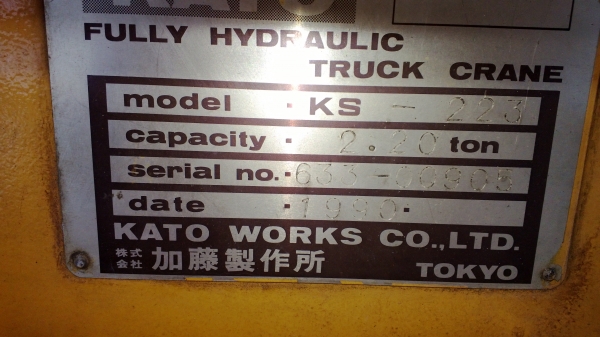 KATO
FULLY HYDRAULIC
TRUCK CRANE
model · KS - 223
capacity · 2.20 ton
serial no.·
date · 1990.
KATO WORKS CO.,LTD.
株式会社 加藤製作所 TOKYO